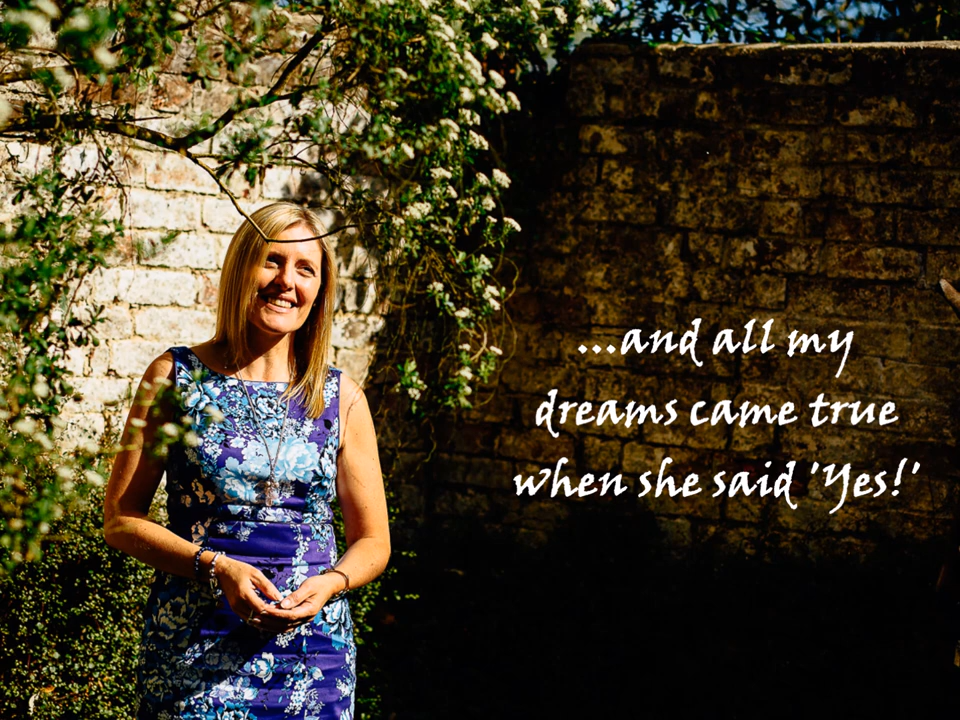 ...and all my
dreams came true
when she said 'Yes!'